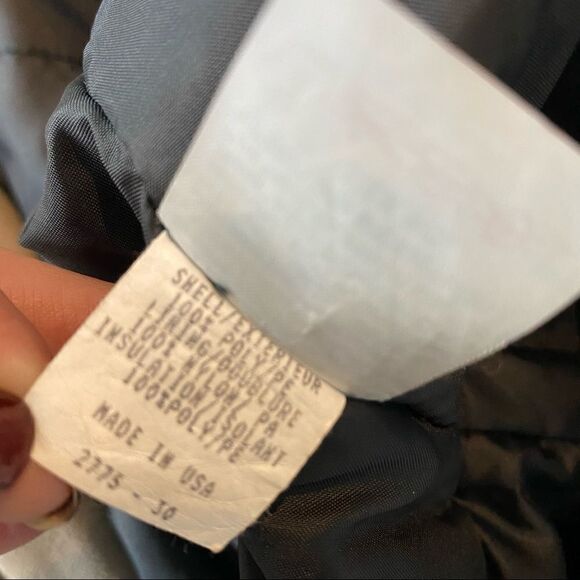 SHELL/EXTERIEUR
100% POLY/PE
LINING/DOUBLURE
100% NYLON/ PA
INSULATION/ISOLANT
100%POLY/PE
MADE IN USA
2775 - 30